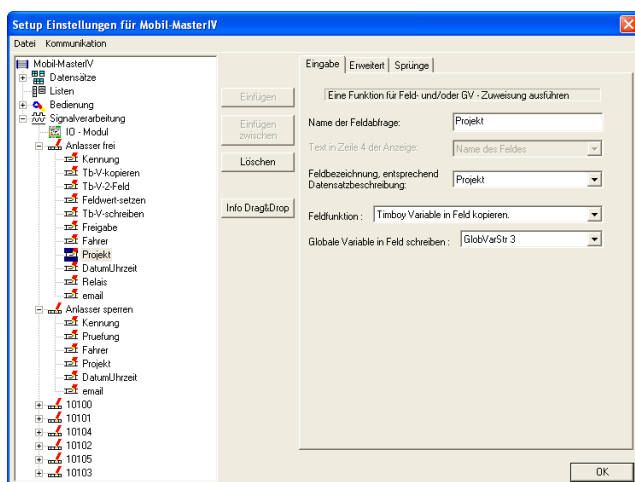 Setup Einstellungen für Mobil-MasterIV
Datei Kommunikation
Mobil-MasterIV
Datensätze
Listen
Bedienung
Signalverarbeitung
IO - Modul
Anlasser frei
Kennung
Tb-V-kopieren
Tb-V-2-Feld
Feldwert-setzen
Tb-V-schreiben
Freigabe
Fahrer
Projekt
DatumUhrzeit
Relais
email
Anlasser sperren
Kennung
Pruefung
Fahrer
Projekt
DatumUhrzeit
email
10100
10101
10104
10102
10105
10103
Einfügen
Einfügen
zwischen
Löschen
Info Drag&Drop
Eingabe Erweitert Sprünge
Eine Funktion für Feld- und/oder GV - Zuweisung ausführen
Name der Feldabfrage: Projekt
Text in Zeile 4 der Anzeige: Name des Feldes
Feldbezeichnung, entsprechend
Datensatzbeschreibung: Projekt
Feldfunktion : Timboy Variable in Feld kopieren.
Globale Variable in Feld schreiben : GlobVarStr 3
OK